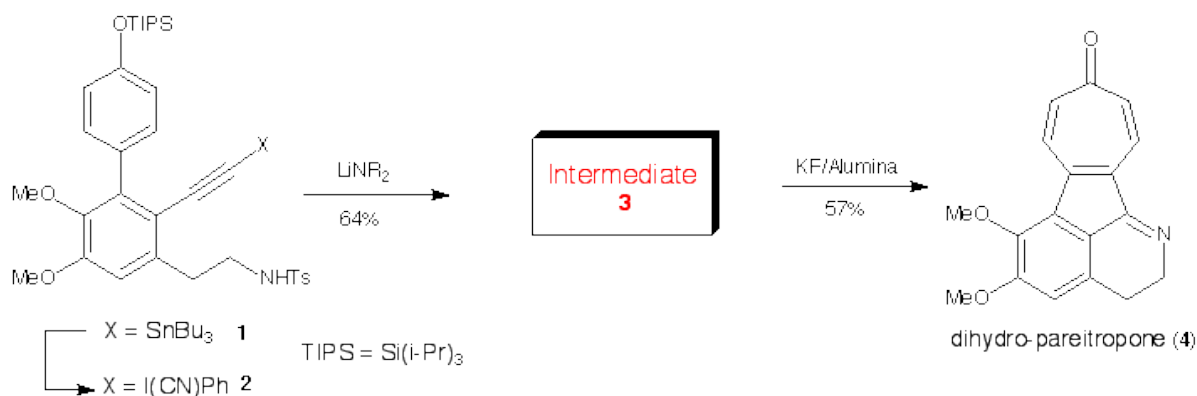 OTIPS
X
MeO
MeO
NHTs
LiNR2
64%
Intermediate
3
KF/Alumina
57%
O
MeO
MeO
N
X = SnBu3 1
X = I(CN)Ph 2
TIPS = Si(i-Pr)3
dihydro-pareitropone (4)